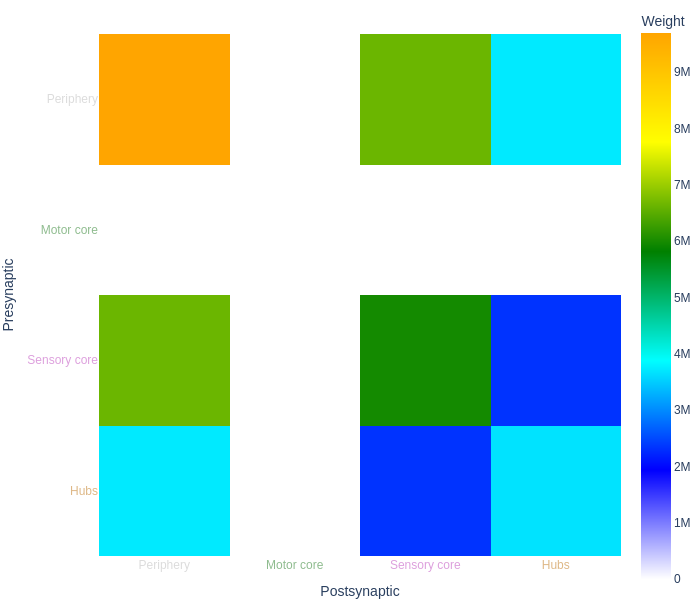 Weight
Periphery
Motor core
Sensory core
Hubs
Presynaptic
9M
8M
7M
6M
5M
4M
3M
2M
1M
0
Periphery
Motor core
Sensory core
Hubs
Postsynaptic